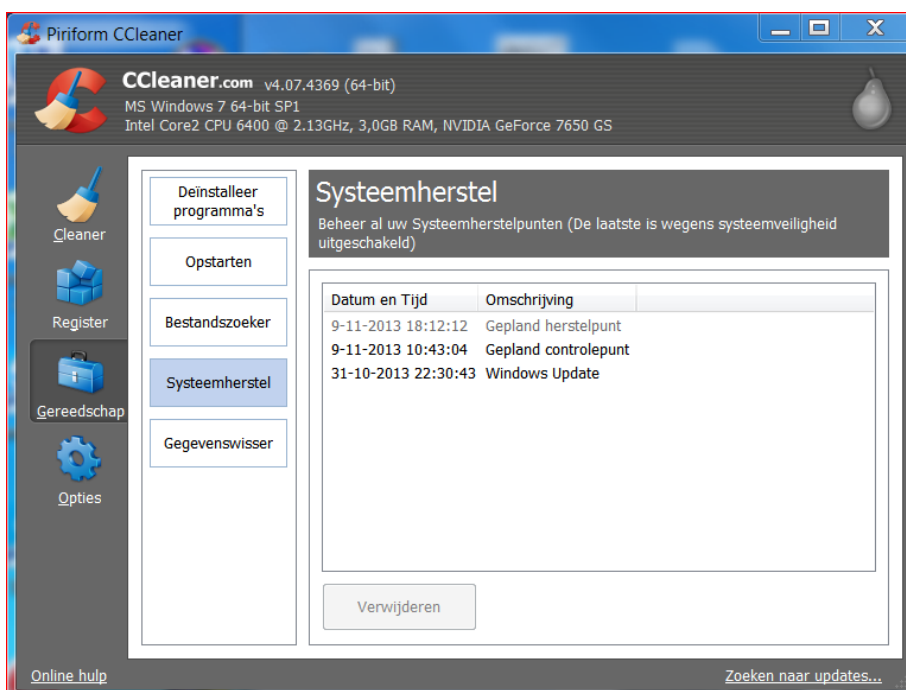 Piriform CCleaner
CCleaner.com v4.07.4369 (64-bit)
MS Windows 7 64-bit SP1
Intel Core2 CPU 6400 @ 2.13GHz, 3,0GB RAM, NVIDIA GeForce 7650 GS
Cleaner
Register
Gereedschap
Opties
Deïnstalleer
programma's
Opstarten
Bestandszoeker
Systeemherstel
Gegevenswisser
Systeemherstel
Beheer al uw Systeemherstelpunten (De laatste is wegens systeemveiligheid
uitgeschakeld)
Datum en Tijd Omschrijving
9-11-2013 18:12:12 Gepland herstelpunt
9-11-2013 10:43:04 Gepland controlepunt
31-10-2013 22:30:43 Windows Update
Verwijderen
Online hulp
Zoeken naar updates...